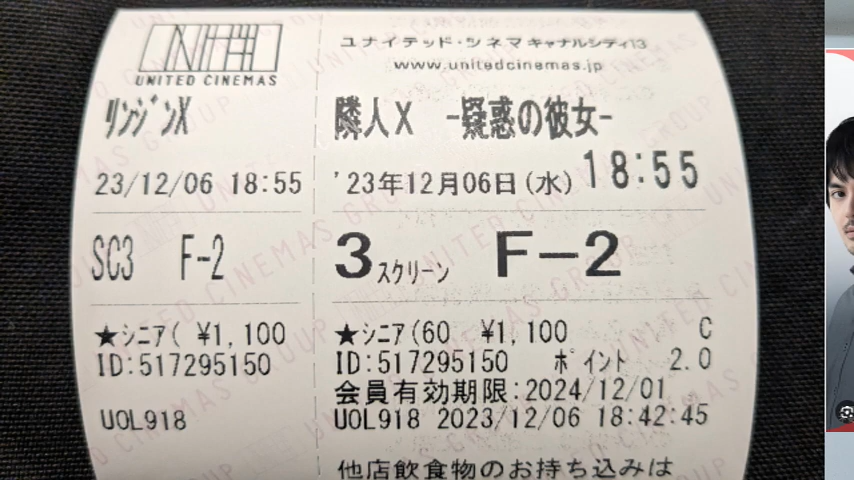 UNITED CINEMAS
リンジンX
23/12/06 18:55
SC3 F-2
★シニア( ¥1,100
ID:517295150
UOL918
ユナイテッド・シネマ キャナルシティ13
www.unitedcinemas.jp
隣人X -疑惑の彼女-
'23年12月06日(水) 18:55
3スクリーン F-2
★シニア(60 ¥1,100 C
ID:517295150 ポイント 2.0
会員有効期限:2024/12/01
UOL918 2023/12/06 18:42:45
他店飲食物のお持ち込みは